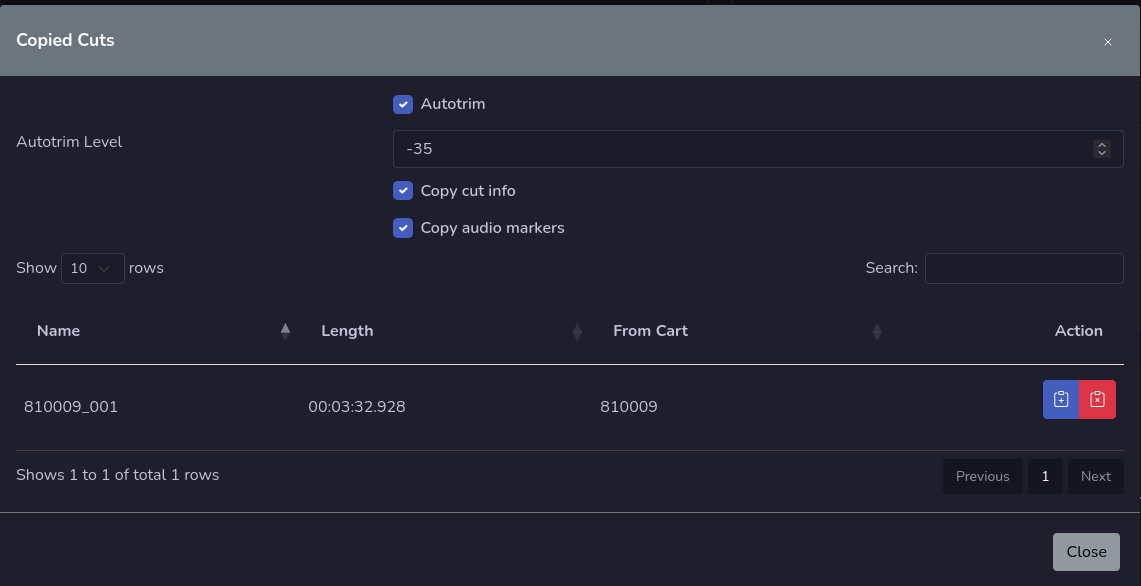 Copied Cuts ×
Autotrim
Autotrim Level
-35
Copy cut info
Copy audio markers
Show 10 rows Search:
Name Length From Cart Action
810009_001 00:03:32.928 810009
Shows 1 to 1 of total 1 rows Previous 1 Next
Close